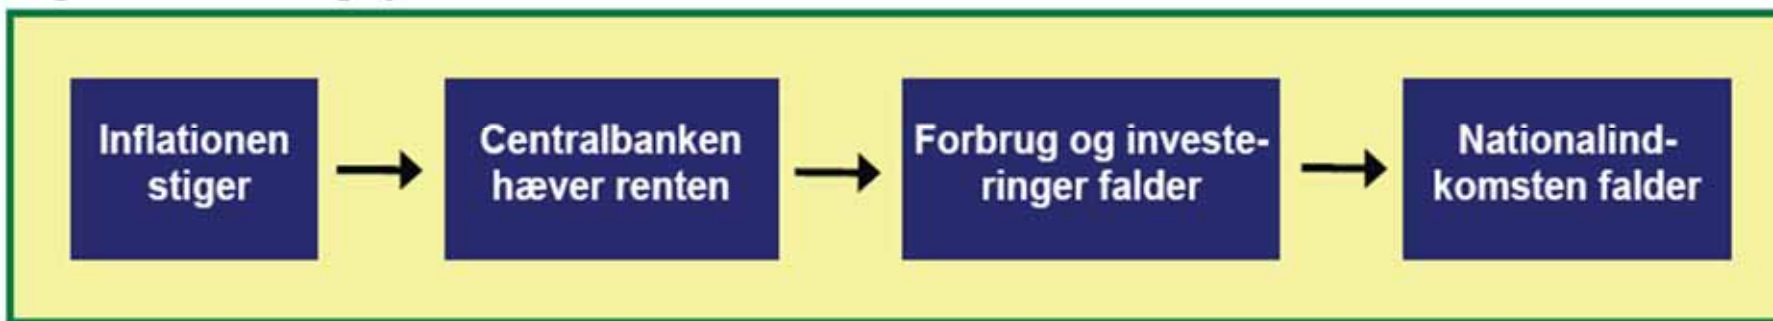 Inflationen
stiger
Centralbanken
hæver renten
Forbrug og investe-
ringer falder
Nationalind-
komsten falder